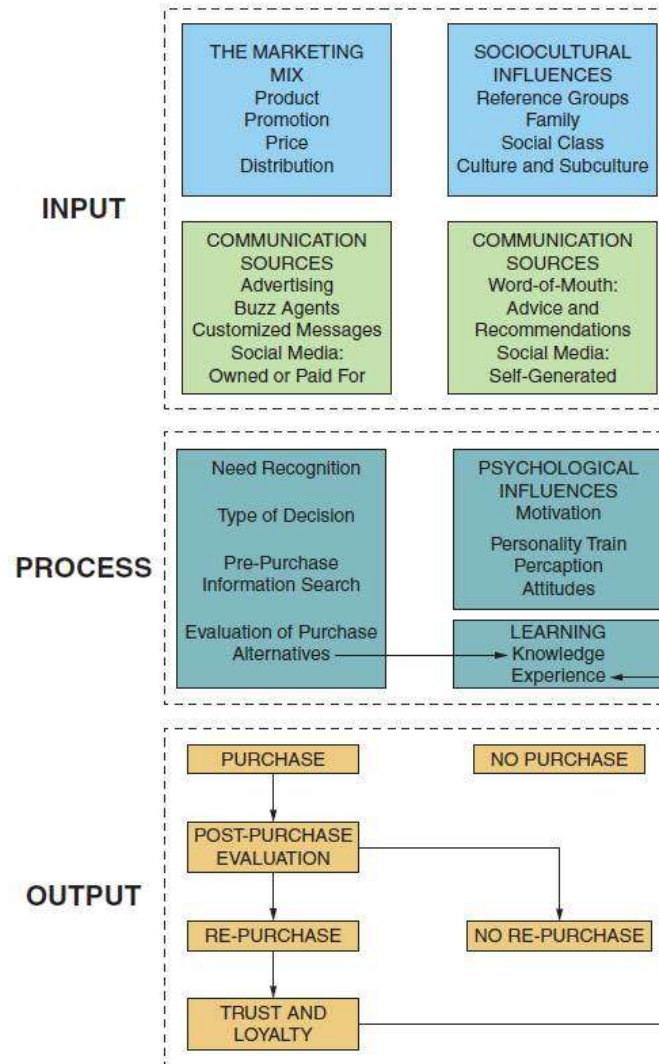 INPUT
THE MARKETING
MIX
Product
Promotion
Price
Distribution
SOCIOCULTURAL
INFLUENCES
Reference Groups
Family
Social Class
Culture and Subculture
COMMUNICATION
SOURCES
Advertising
Buzz Agents
Customized Messages
Social Media:
Owned or Paid For
COMMUNICATION
SOURCES
Word-of-Mouth:
Advice and
Recommendations
Social Media:
Self-Generated
PROCESS
Need Recognition
Type of Decision
Pre-Purchase
Information Search
Evaluation of Purchase
Alternatives
PSYCHOLOGICAL
INFLUENCES
Motivation
Personality Train
Percaption
Attitudes
LEARNING
Knowledge
Experience
OUTPUT
PURCHASE
NO PURCHASE
POST-PURCHASE
EVALUATION
RE-PURCHASE
NO RE-PURCHASE
TRUST AND
LOYALTY